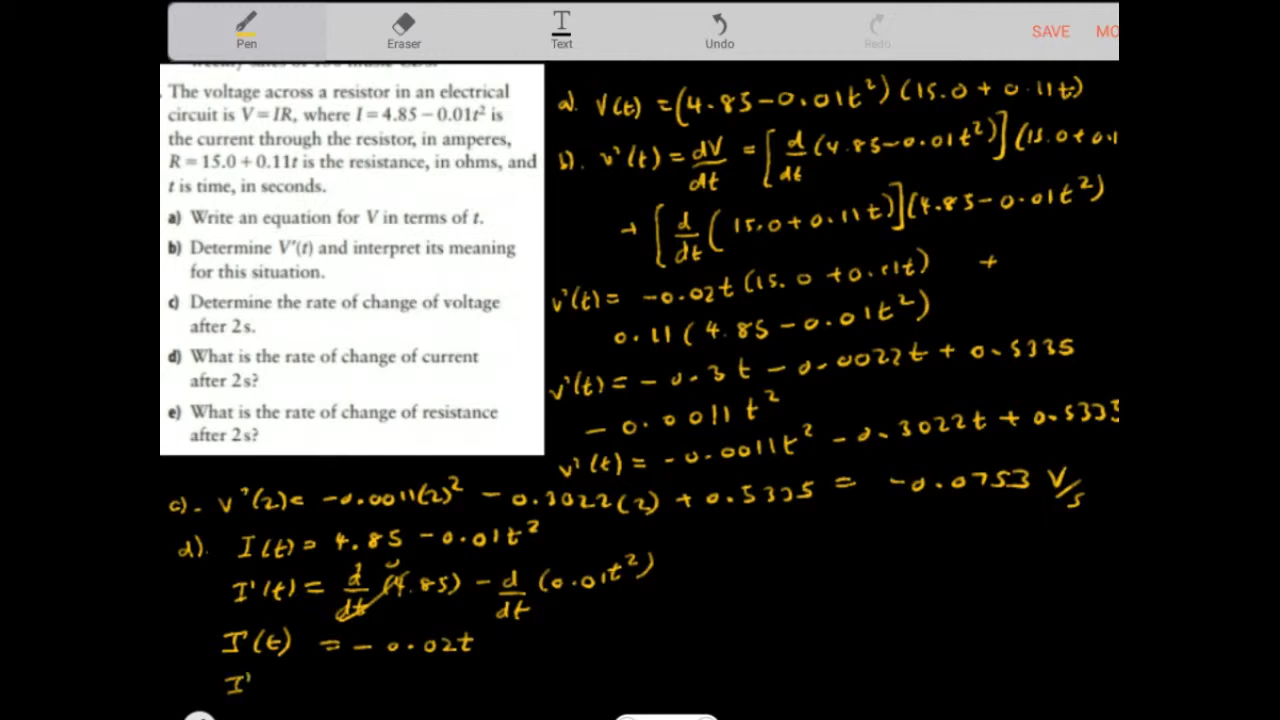 Pen Eraser Text Undo Redo SAVE MO
The voltage across a resistor in an electrical
circuit is V = IR, where I = 4.85 − 0.01t² is
the current through the resistor, in amperes,
R = 15.0 + 0.11t is the resistance, in ohms, and
t is time, in seconds.
a) Write an equation for V in terms of t.
b) Determine V'(t) and interpret its meaning
for this situation.
c) Determine the rate of change of voltage
after 2 s.
d) What is the rate of change of current
after 2 s?
e) What is the rate of change of resistance
after 2 s?
a). V(t) = (4.85 − 0.01t²)(15.0 + 0.11t)
b). V'(t) = dV/dt = [d/dt (4.85 − 0.01t²)](15.0 + 0.1
+ [d/dt (15.0 + 0.11t)](4.85 − 0.01t²)
V'(t) = −0.02t (15.0 + 0.11t) +
0.11 (4.85 − 0.01t²)
V'(t) = −0.3t − 0.0022t + 0.5335
− 0.0011t²
V'(t) = −0.0011t² − 0.3022t + 0.533
c). V'(2) = −0.0011(2)² − 0.3022(2) + 0.5335 = −0.0753 V/s
d). I(t) = 4.85 − 0.01t²
I'(t) = d/dt (4.85) − d/dt (0.01t²)
I'(t) = −0.02t
I'